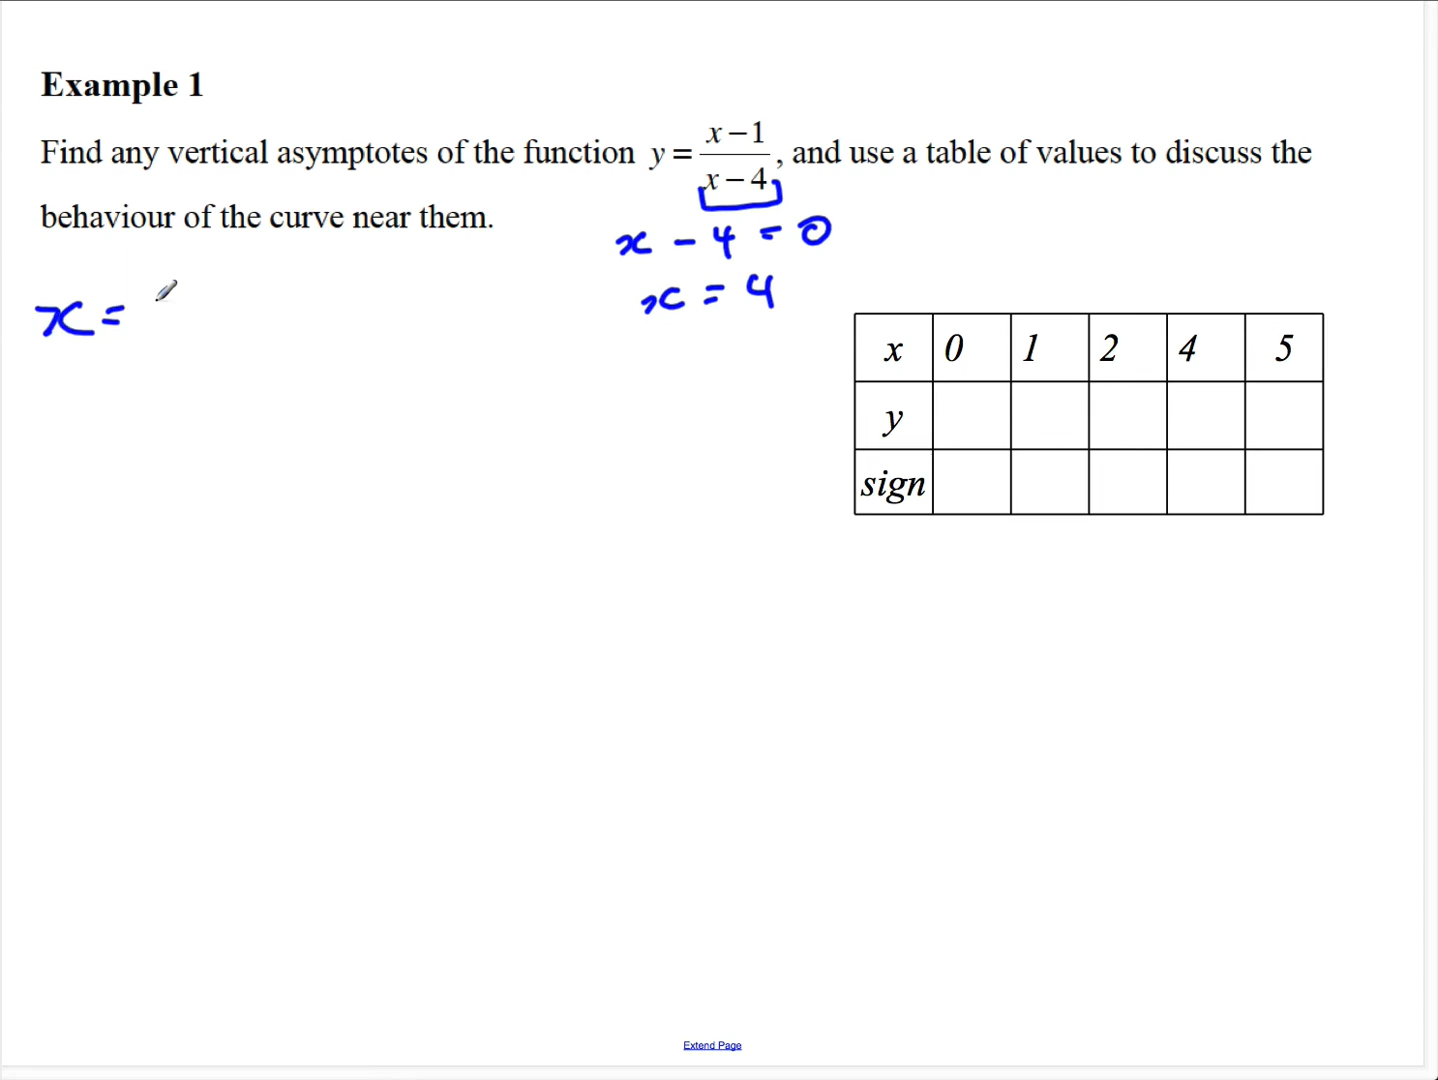 Example 1
Find any vertical asymptotes of the function y = (x − 1)/(x − 4), and use a table of values to discuss the
behaviour of the curve near them.
x − 4 = 0
x = 4
x =
x 0 1 2 4 5
y
sign
Extend Page